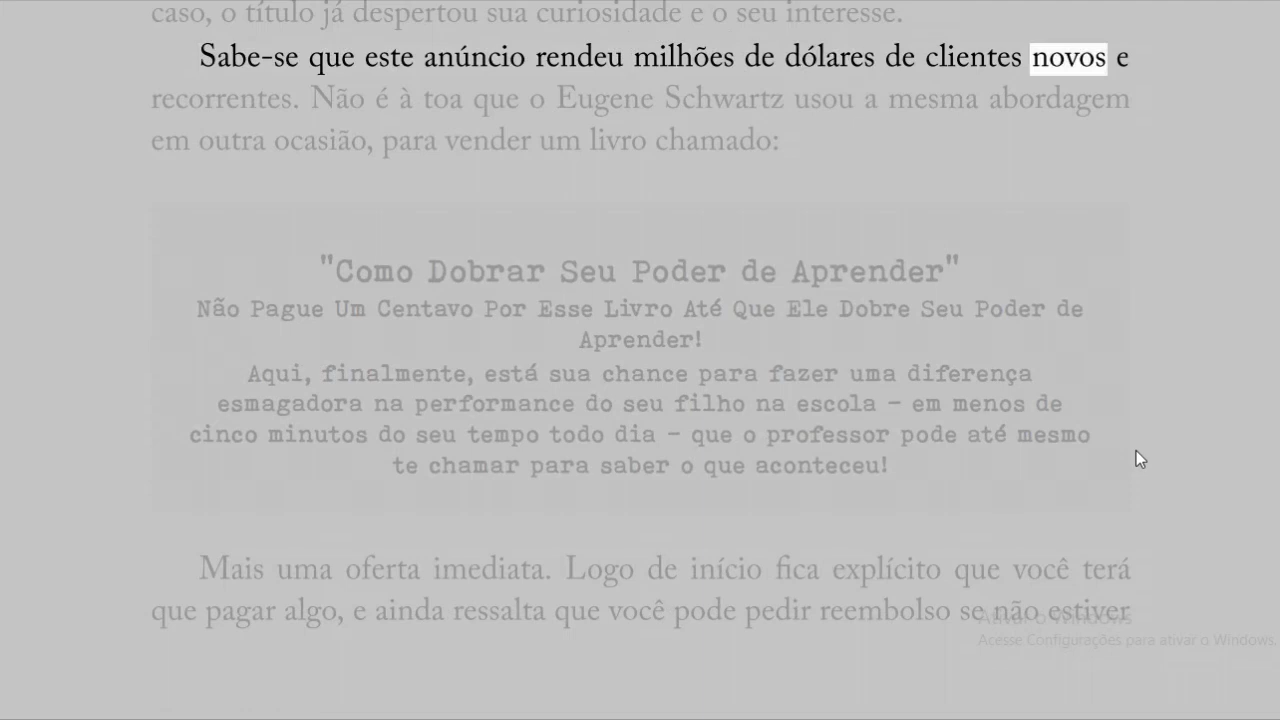 caso, o título já despertou sua curiosidade e o seu interesse.
Sabe-se que este anúncio rendeu milhões de dólares de clientes novos e
recorrentes. Não é à toa que o Eugene Schwartz usou a mesma abordagem
em outra ocasião, para vender um livro chamado:
"Como Dobrar Seu Poder de Aprender"
Não Pague Um Centavo Por Esse Livro Até Que Ele Dobre Seu Poder de
Aprender!
Aqui, finalmente, está sua chance para fazer uma diferença
esmagadora na performance do seu filho na escola — em menos de
cinco minutos do seu tempo todo dia — que o professor pode até mesmo
te chamar para saber o que aconteceu!
Mais uma oferta imediata. Logo de início fica explícito que você terá
que pagar algo, e ainda ressalta que você pode pedir reembolso se não estiver
Ativar o Windows
Acesse Configurações para ativar o Windows.